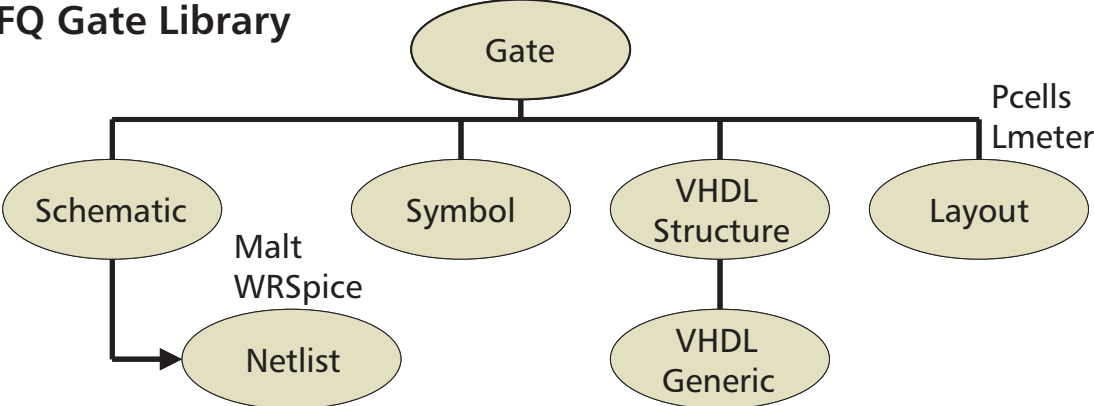 FQ Gate Library
Gate
Pcells
Lmeter
Schematic
Symbol
VHDL
Structure
Layout
Malt
WRSpice
Netlist
VHDL
Generic